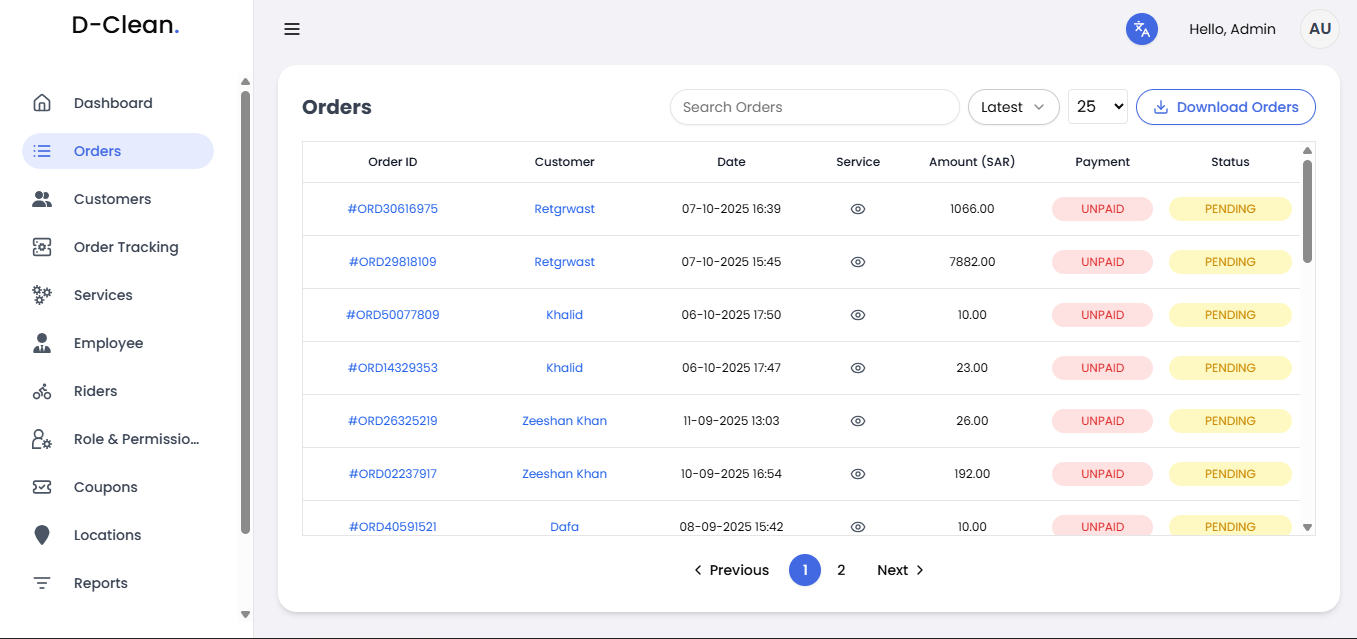 D-Clean.
Hello, Admin
AU
Dashboard
Orders
Customers
Order Tracking
Services
Employee
Riders
Role & Permissio...
Coupons
Locations
Reports
Orders
Search Orders
Latest
25
Download Orders
Order ID Customer Date Service Amount (SAR) Payment Status
#ORD30616975 Retgrwast 07-10-2025 16:39 1066.00 UNPAID PENDING
#ORD29818109 Retgrwast 07-10-2025 15:45 7882.00 UNPAID PENDING
#ORD50077809 Khalid 06-10-2025 17:50 10.00 UNPAID PENDING
#ORD14329353 Khalid 06-10-2025 17:47 23.00 UNPAID PENDING
#ORD26325219 Zeeshan Khan 11-09-2025 13:03 26.00 UNPAID PENDING
#ORD02237917 Zeeshan Khan 10-09-2025 16:54 192.00 UNPAID PENDING
#ORD40591521 Dafa 08-09-2025 15:42 10.00 UNPAID PENDING
Previous 1 2 Next